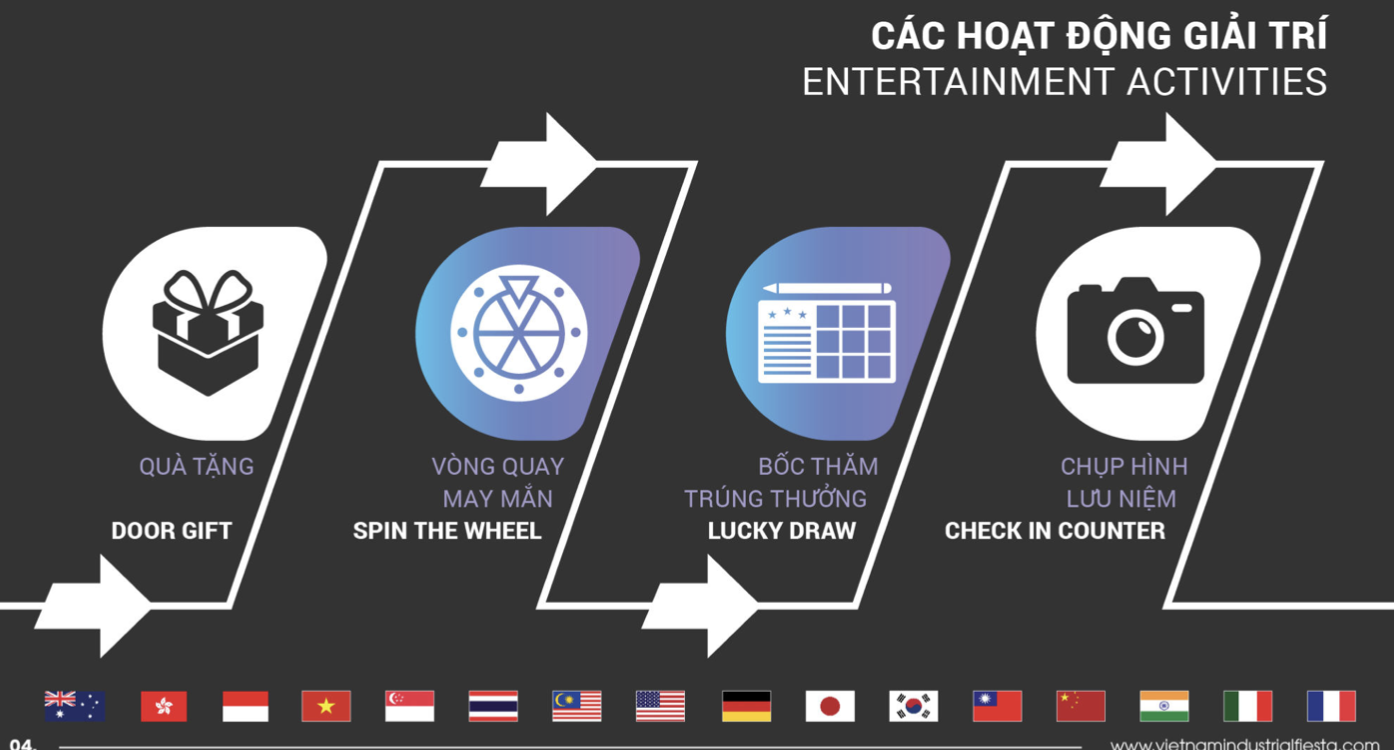 CÁC HOẠT ĐỘNG GIẢI TRÍ
ENTERTAINMENT ACTIVITIES
QUÀ TẶNG
DOOR GIFT
VÒNG QUAY
MAY MẮN
SPIN THE WHEEL
BỐC THĂM
TRÚNG THƯỞNG
LUCKY DRAW
CHỤP HÌNH
LƯU NIỆM
CHECK IN COUNTER
04.
www.vietnamindustrialfiesta.com